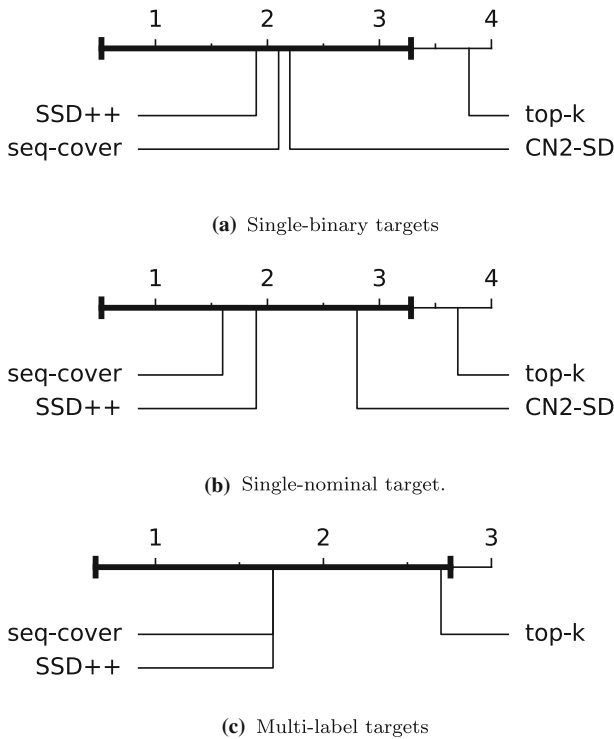 1 2 3 4
SSD++ top-k
seq-cover CN2-SD
(a) Single-binary targets
1 2 3 4
seq-cover top-k
SSD++ CN2-SD
(b) Single-nominal target.
1 2 3
seq-cover top-k
SSD++
(c) Multi-label targets